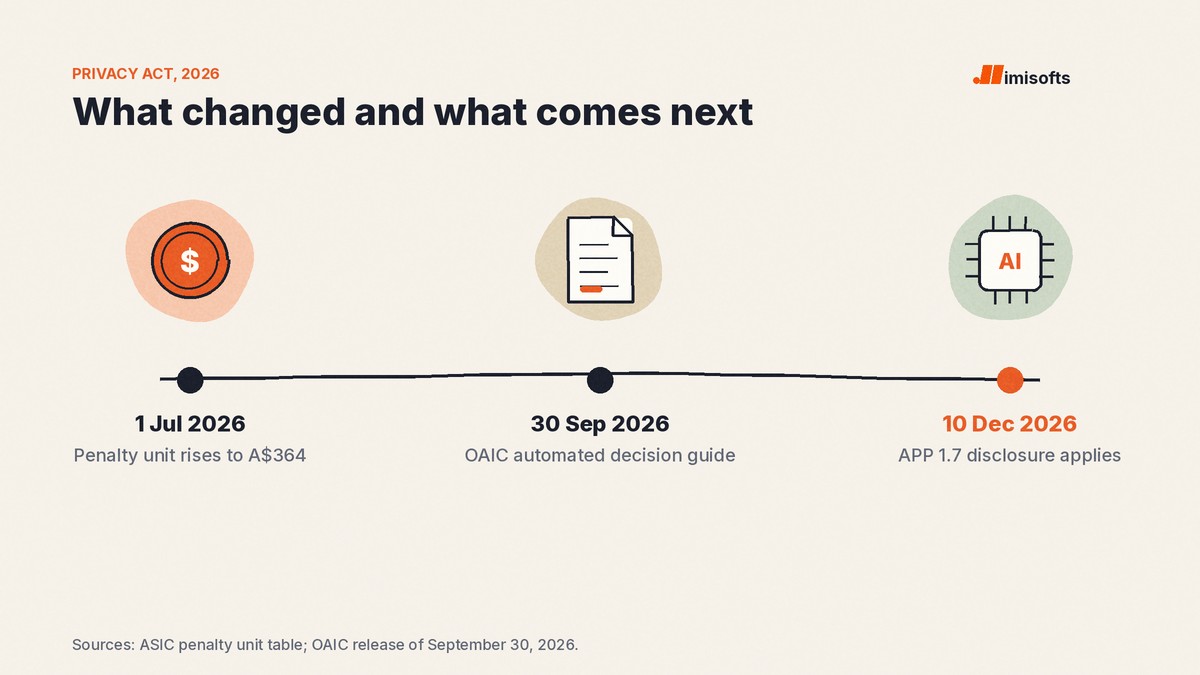 PRIVACY ACT, 2026
imisofts
What changed and what comes next
$
AI
1 Jul 2026
30 Sep 2026
10 Dec 2026
Penalty unit rises to A$364
OAIC automated decision guide
APP 1.7 disclosure applies
Sources: ASIC penalty unit table; OAIC release of September 30, 2026.